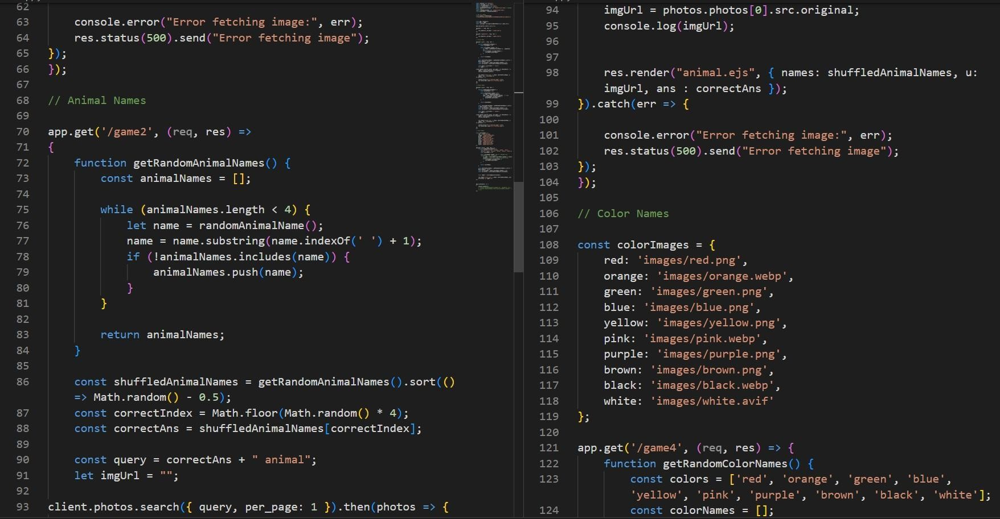 62
63 console.error("Error fetching image:", err);
64 res.status(500).send("Error fetching image");
65 });
66 });
67
68 // Animal Names
69
70 app.get('/game2', (req, res) =>
71 {
72 function getRandomAnimalNames() {
73 const animalNames = [];
74
75 while (animalNames.length < 4) {
76 let name = randomAnimalName();
77 name = name.substring(name.indexOf(' ') + 1);
78 if (!animalNames.includes(name)) {
79 animalNames.push(name);
80 }
81 }
82
83 return animalNames;
84 }
85
86 const shuffledAnimalNames = getRandomAnimalNames().sort(()
=> Math.random() - 0.5);
87 const correctIndex = Math.floor(Math.random() * 4);
88 const correctAns = shuffledAnimalNames[correctIndex];
89
90 const query = correctAns + " animal";
91 let imgUrl = "";
92
93 client.photos.search({ query, per_page: 1 }).then(photos => {
94 imgUrl = photos.photos[0].src.original;
95 console.log(imgUrl);
96
97
98 res.render("animal.ejs", { names: shuffledAnimalNames, u:
imgUrl, ans : correctAns });
99 }).catch(err => {
100
101 console.error("Error fetching image:", err);
102 res.status(500).send("Error fetching image");
103 });
104 });
105
106 // Color Names
107
108 const colorImages = {
109 red: 'images/red.png',
110 orange: 'images/orange.webp',
111 green: 'images/green.png',
112 blue: 'images/blue.png',
113 yellow: 'images/yellow.png',
114 pink: 'images/pink.webp',
115 purple: 'images/purple.png',
116 brown: 'images/brown.png',
117 black: 'images/black.webp',
118 white: 'images/white.avif'
119 };
120
121 app.get('/game4', (req, res) => {
122 function getRandomColorNames() {
123 const colors = ['red', 'orange', 'green', 'blue',
'yellow', 'pink', 'purple', 'brown', 'black', 'white'];
124 const colorNames = [];